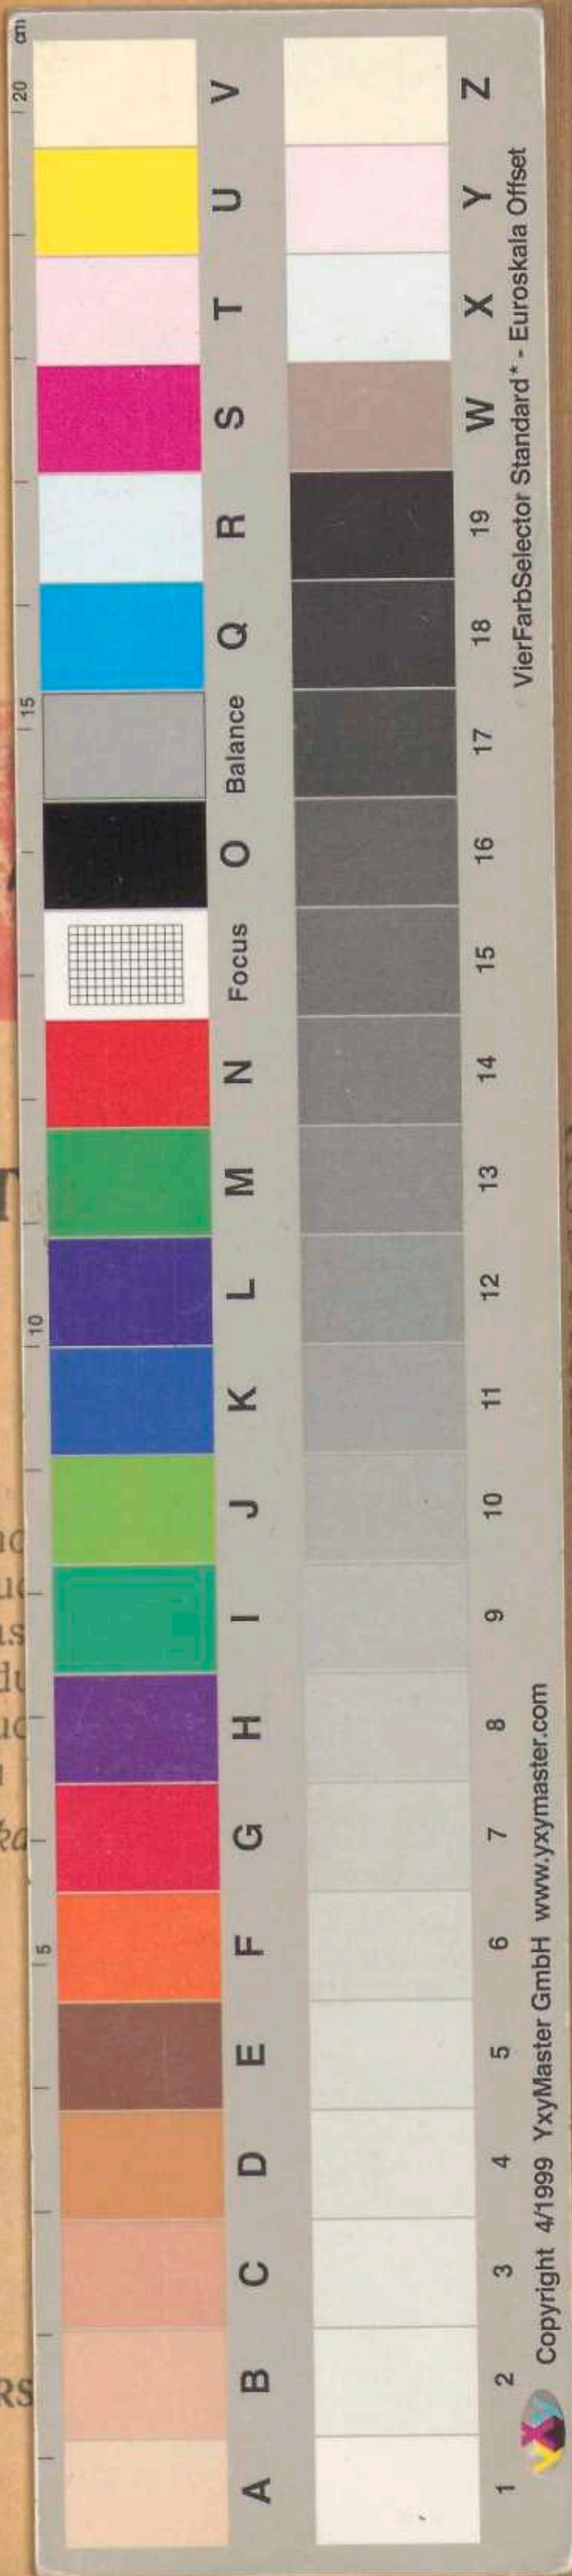 cm
20
15
10
5
A B C D E F G H I J K L M N Focus O Balance Q R S T U V
1 2 3 4 5 6 7 8 9 10 11 12 13 14 15 16 17 18 19 W X Y Z
yxy Copyright 4/1999 YxyMaster GmbH www.yxymaster.com
VierFarbSelector Standard* - Euroskala Offset
T
RS